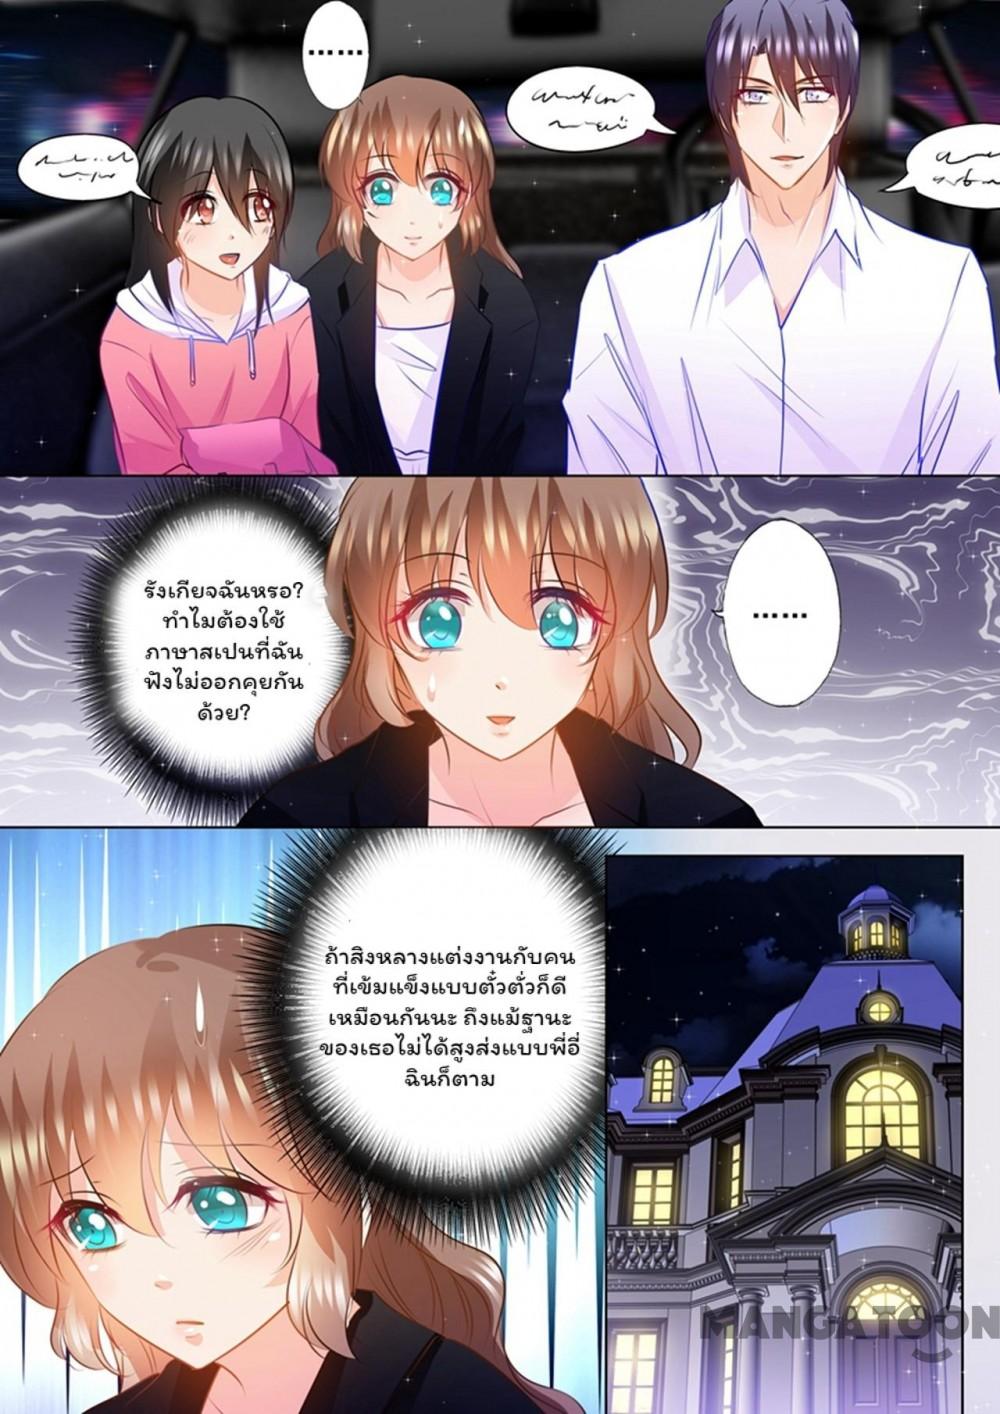 ......
รังเกียจฉันหรอ?
ทำไมต้องใช้
ภาษาสเปนที่ฉัน
ฟังไม่ออกคุยกัน
ด้วย?
......
ถ้าสิงหลางแต่งงานกับคน
ที่เข้มแข็งแบบตั๋วตั่วก็ดี
เหมือนกันนะ ถึงแม้ฐานะ
ของเธอไม่ได้สูงส่งแบบพี่อี่
ฉินก็ตาม
MANGATOON